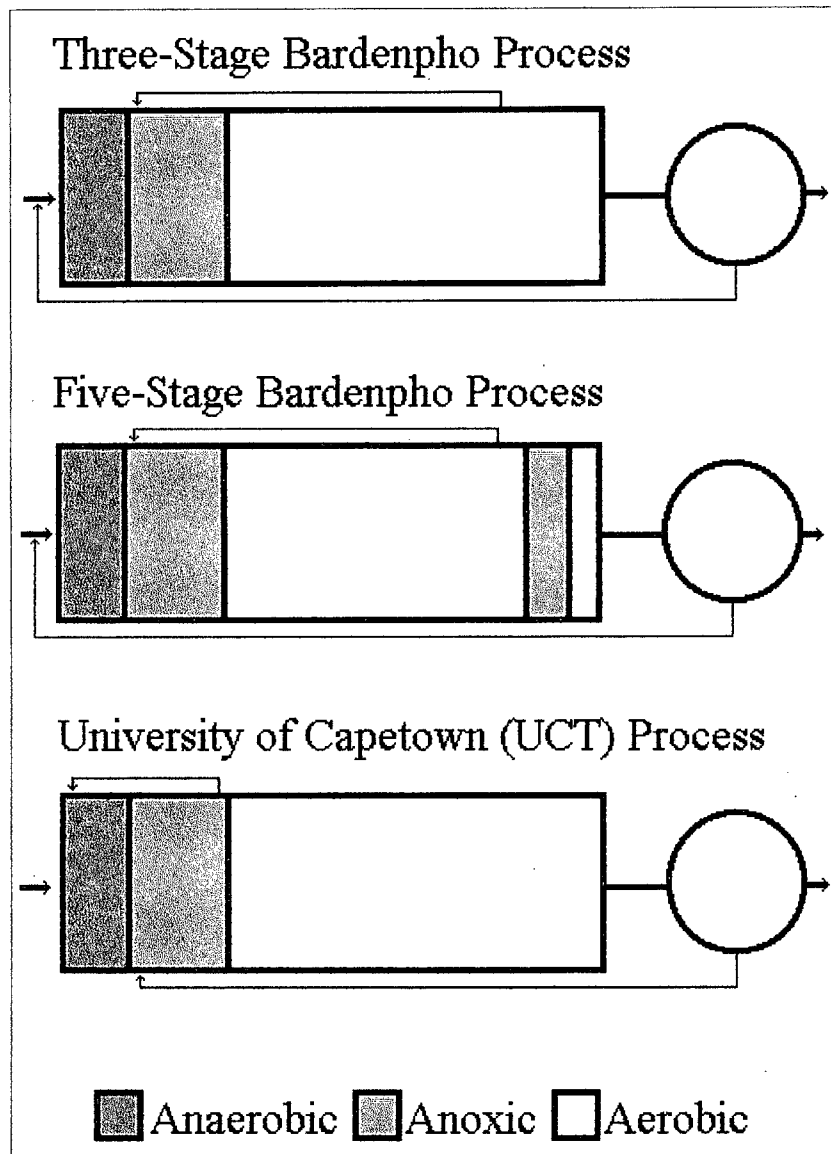 Three-Stage Bardenpho Process
Five-Stage Bardenpho Process
University of Capetown (UCT) Process
Anaerobic Anoxic Aerobic